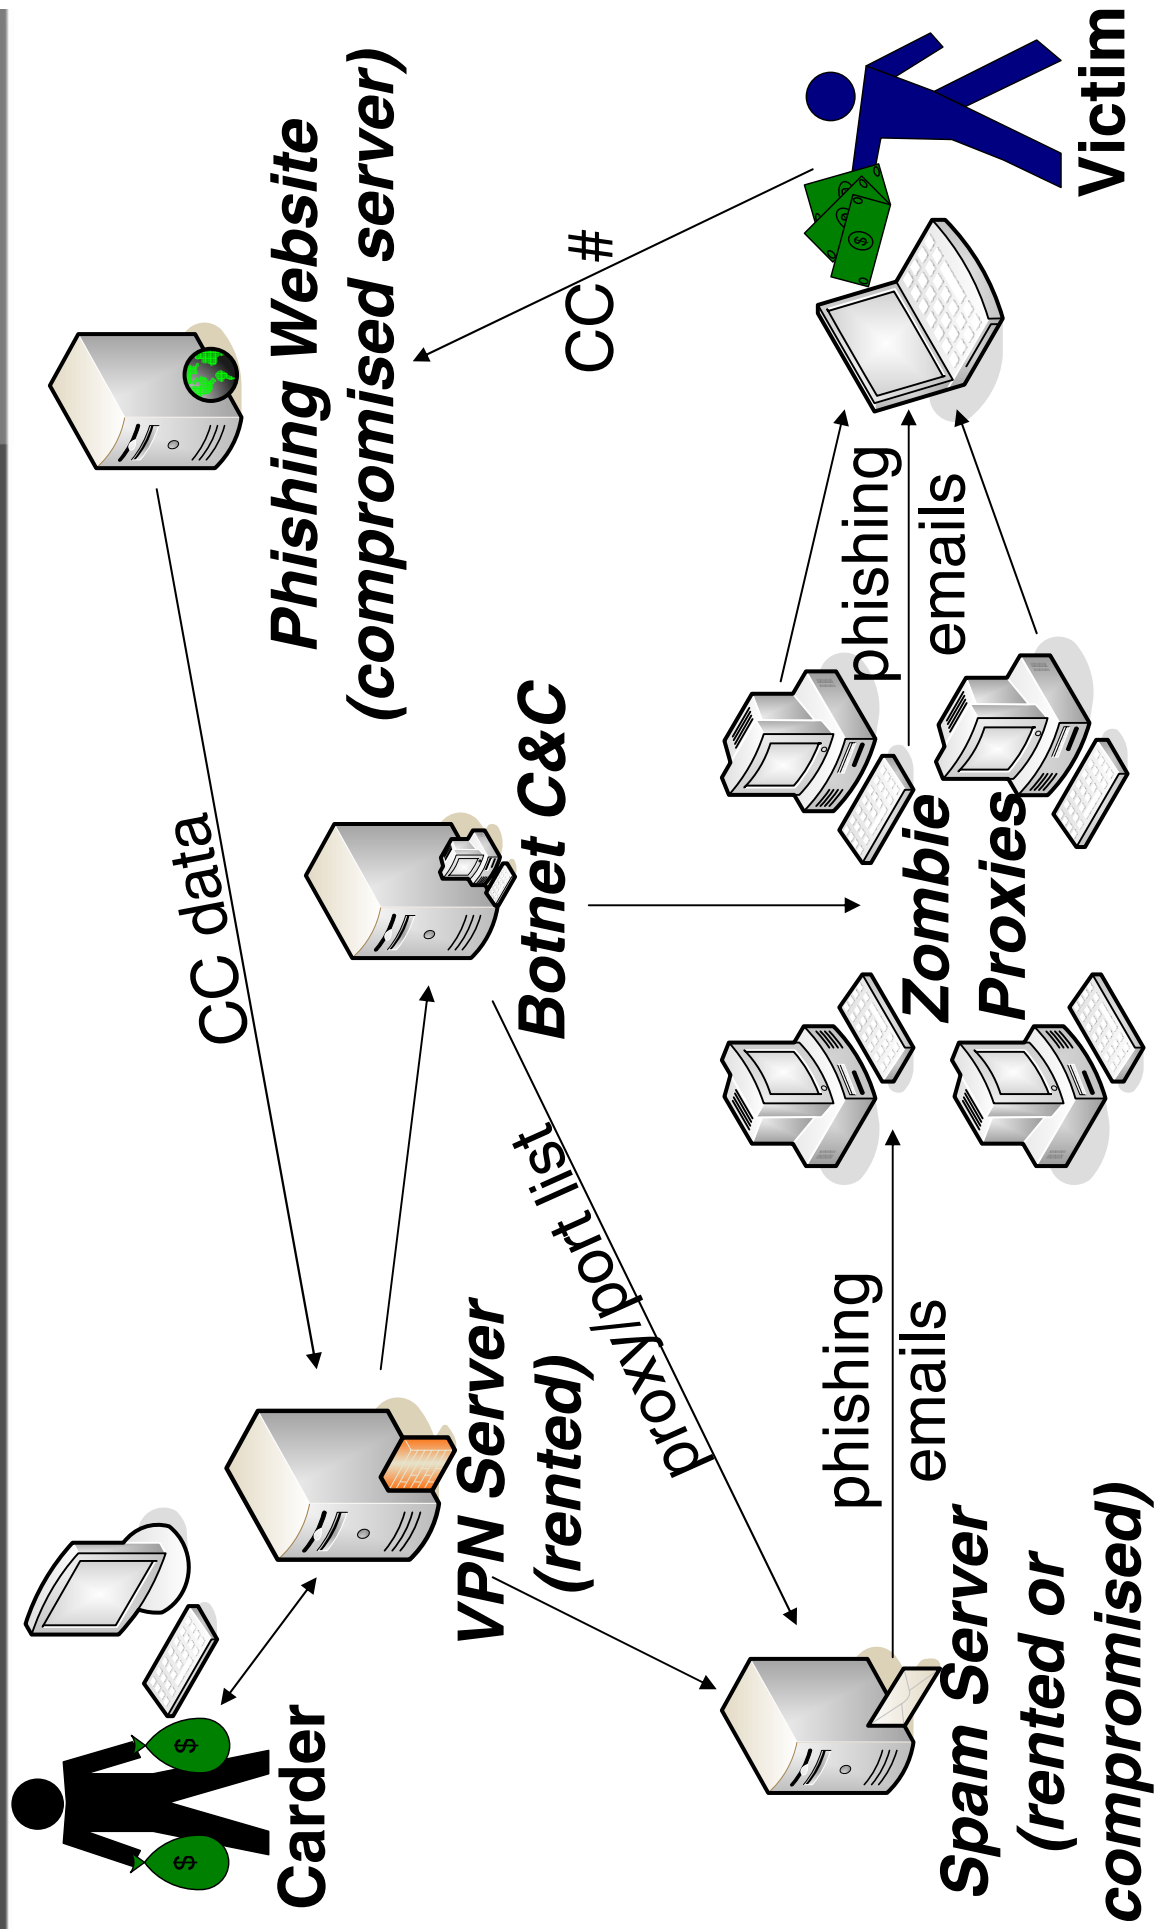 Carder
VPN Server
(rented)
CC data
Phishing Website
(compromised server)
Botnet C&C
proxy/port list
CC #
Spam Server
(rented or
compromised)
phishing
emails
Zombie
Proxies
phishing
emails
Victim
$
$
$